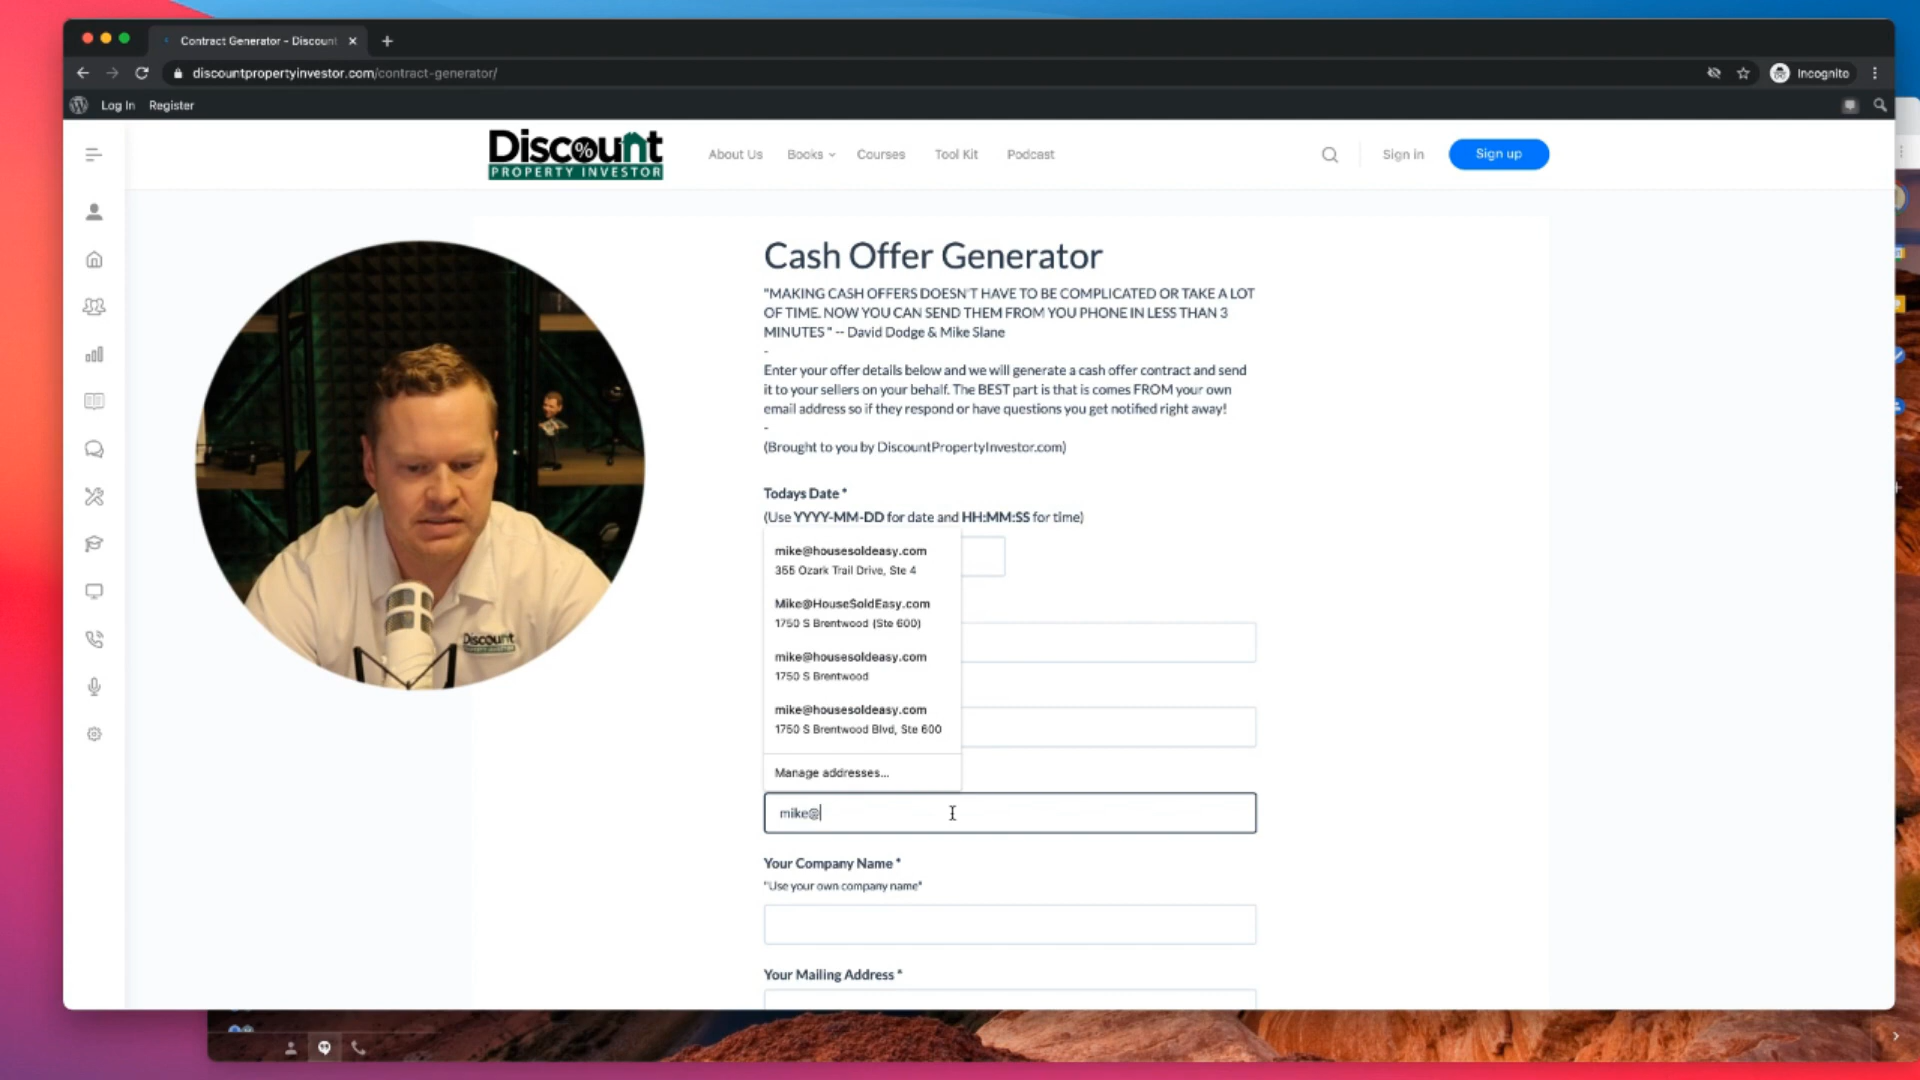 Contract Generator - Discount
discountpropertyinvestor.com/contract-generator/
Incognito
Log In Register
Discount
PROPERTY INVESTOR
About Us Books Courses Tool Kit Podcast
Sign in Sign up
Cash Offer Generator
"MAKING CASH OFFERS DOESN'T HAVE TO BE COMPLICATED OR TAKE A LOT
OF TIME. NOW YOU CAN SEND THEM FROM YOU PHONE IN LESS THAN 3
MINUTES " -- David Dodge & Mike Slane
-
Enter your offer details below and we will generate a cash offer contract and send
it to your sellers on your behalf. The BEST part is that is comes FROM your own
email address so if they respond or have questions you get notified right away!
-
(Brought to you by DiscountPropertyInvestor.com)
Todays Date *
(Use YYYY-MM-DD for date and HH:MM:SS for time)
mike@housesoldeasy.com
355 Ozark Trail Drive, Ste 4
Mike@HouseSoldEasy.com
1750 S Brentwood (Ste 600)
mike@housesoldeasy.com
1750 S Brentwood
mike@housesoldeasy.com
1750 S Brentwood Blvd, Ste 600
Manage addresses...
mike@
Your Company Name *
"Use your own company name"
Your Mailing Address *
Discount